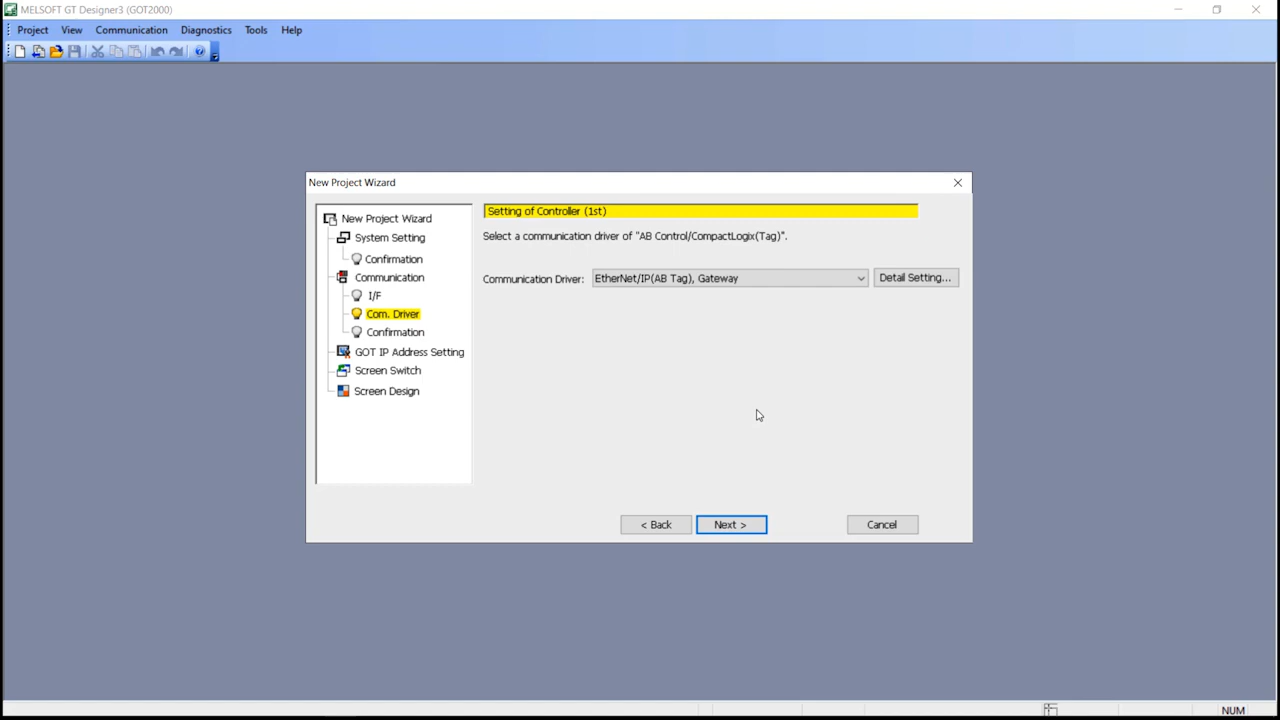 MELSOFT GT Designer3 (GOT2000)
Project View Communication Diagnostics Tools Help
New Project Wizard
New Project Wizard
System Setting
Confirmation
Communication
I/F
Com. Driver
Confirmation
GOT IP Address Setting
Screen Switch
Screen Design
Setting of Controller (1st)
Select a communication driver of "AB Control/CompactLogix(Tag)".
Communication Driver: EtherNet/IP(AB Tag), Gateway Detail Setting...
< Back Next > Cancel
NUM